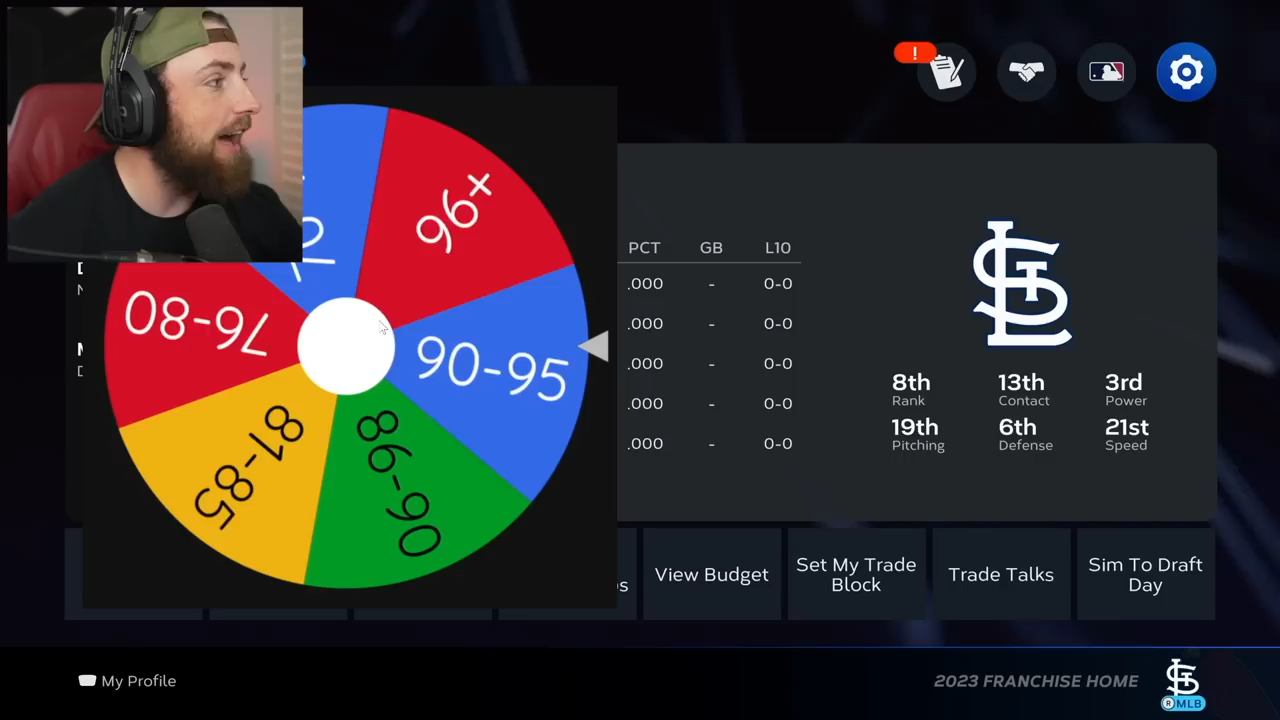 !
96+
90-95
86-90
81-85
76-80
PCT GB L10
.000 - 0-0
.000 - 0-0
.000 - 0-0
.000 - 0-0
.000 - 0-0
8th 13th 3rd
Rank Contact Power
19th 6th 21st
Pitching Defense Speed
View Budget
Set My Trade
Block
Trade Talks
Sim To Draft
Day
My Profile
2023 FRANCHISE HOME
STL
R MLB